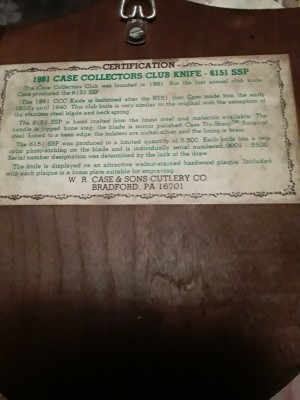 CERTIFICATION
1981 CASE COLLECTORS CLUB KNIFE - 6151 SSP
The Case Collectors Club was founded in 1981. For the first annual club knife,
Case produced the 6151 SSP.
The 1981 CCC Knife is fashioned after the 6151 that Case made from the early
1920's until 1940. This club knife is very similar to the original with the exception of
the stainless steel blade and back spring.
The 6151 SSP is hand crafted from the finest steel and materials available. The
handle is jigged bone stag; the blade is mirror polished Case Tru-Sharp surgical
steel, honed to a keen edge; the bolsters are nickel-silver and the lining is brass.
The 6151 SSP was produced in a limited quantity of 5500. Each knife has a two
color photo-etching on the blade and is individually serial numbered, 0001 - 5500.
Serial number designation was determined by the luck of the draw.
The knife is displayed on an attractive walnut-stained hardwood plaque. Included
with each plaque is a brass plate suitable for engraving.
W. R. CASE & SONS CUTLERY CO
BRADFORD, PA 16701